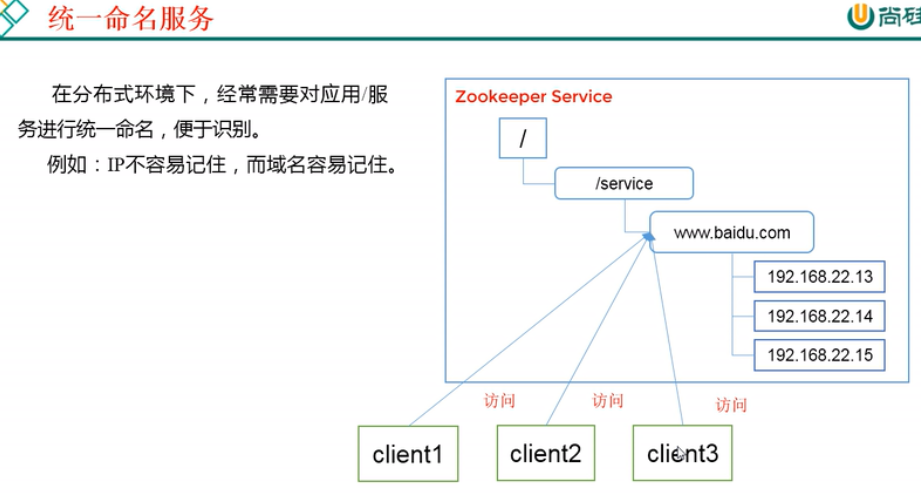 统一命名服务
尚硅
在分布式环境下，经常需要对应用/服
务进行统一命名，便于识别。
例如：IP不容易记住，而域名容易记住。
Zookeeper Service
/
/service
www.baidu.com
192.168.22.13
192.168.22.14
192.168.22.15
访问
访问
访问
client1
client2
client3